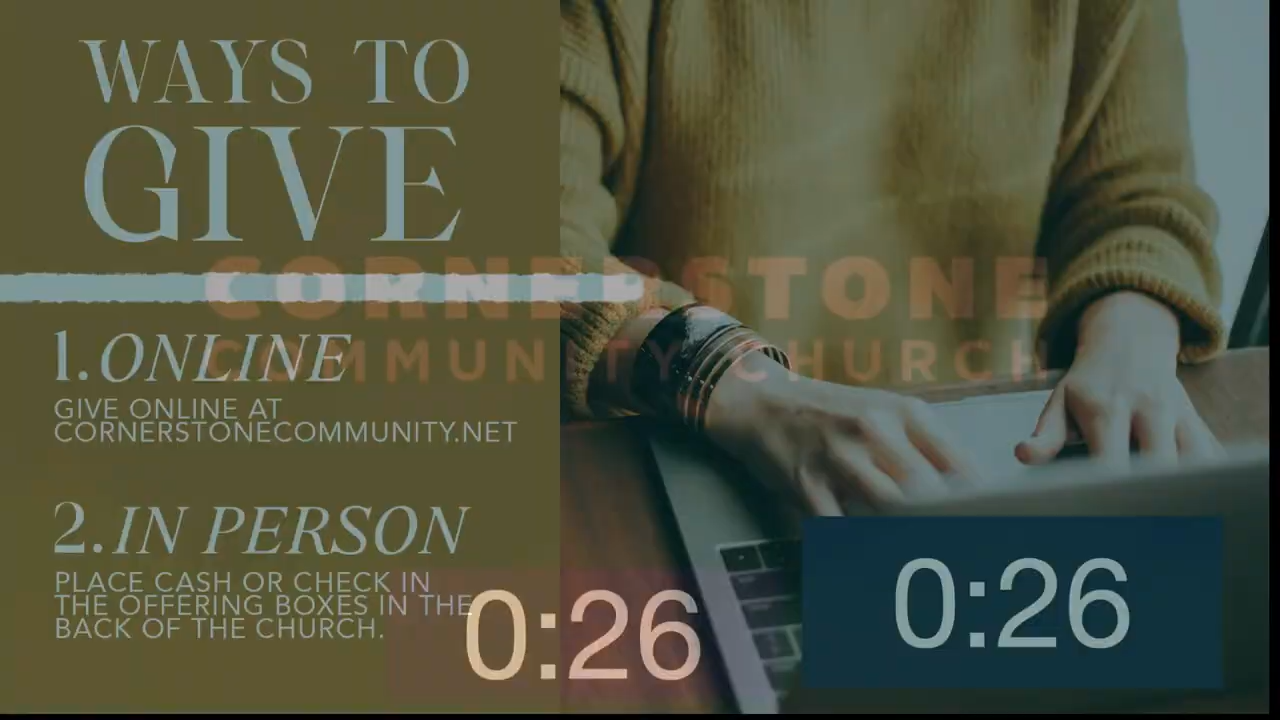 WAYS TO
GIVE
CORNERSTONE
COMMUNITY CHURCH
1. ONLINE
GIVE ONLINE AT
CORNERSTONECOMMUNITY.NET
2. IN PERSON
PLACE CASH OR CHECK IN
THE OFFERING BOXES IN THE
BACK OF THE CHURCH.
0:26
0:26